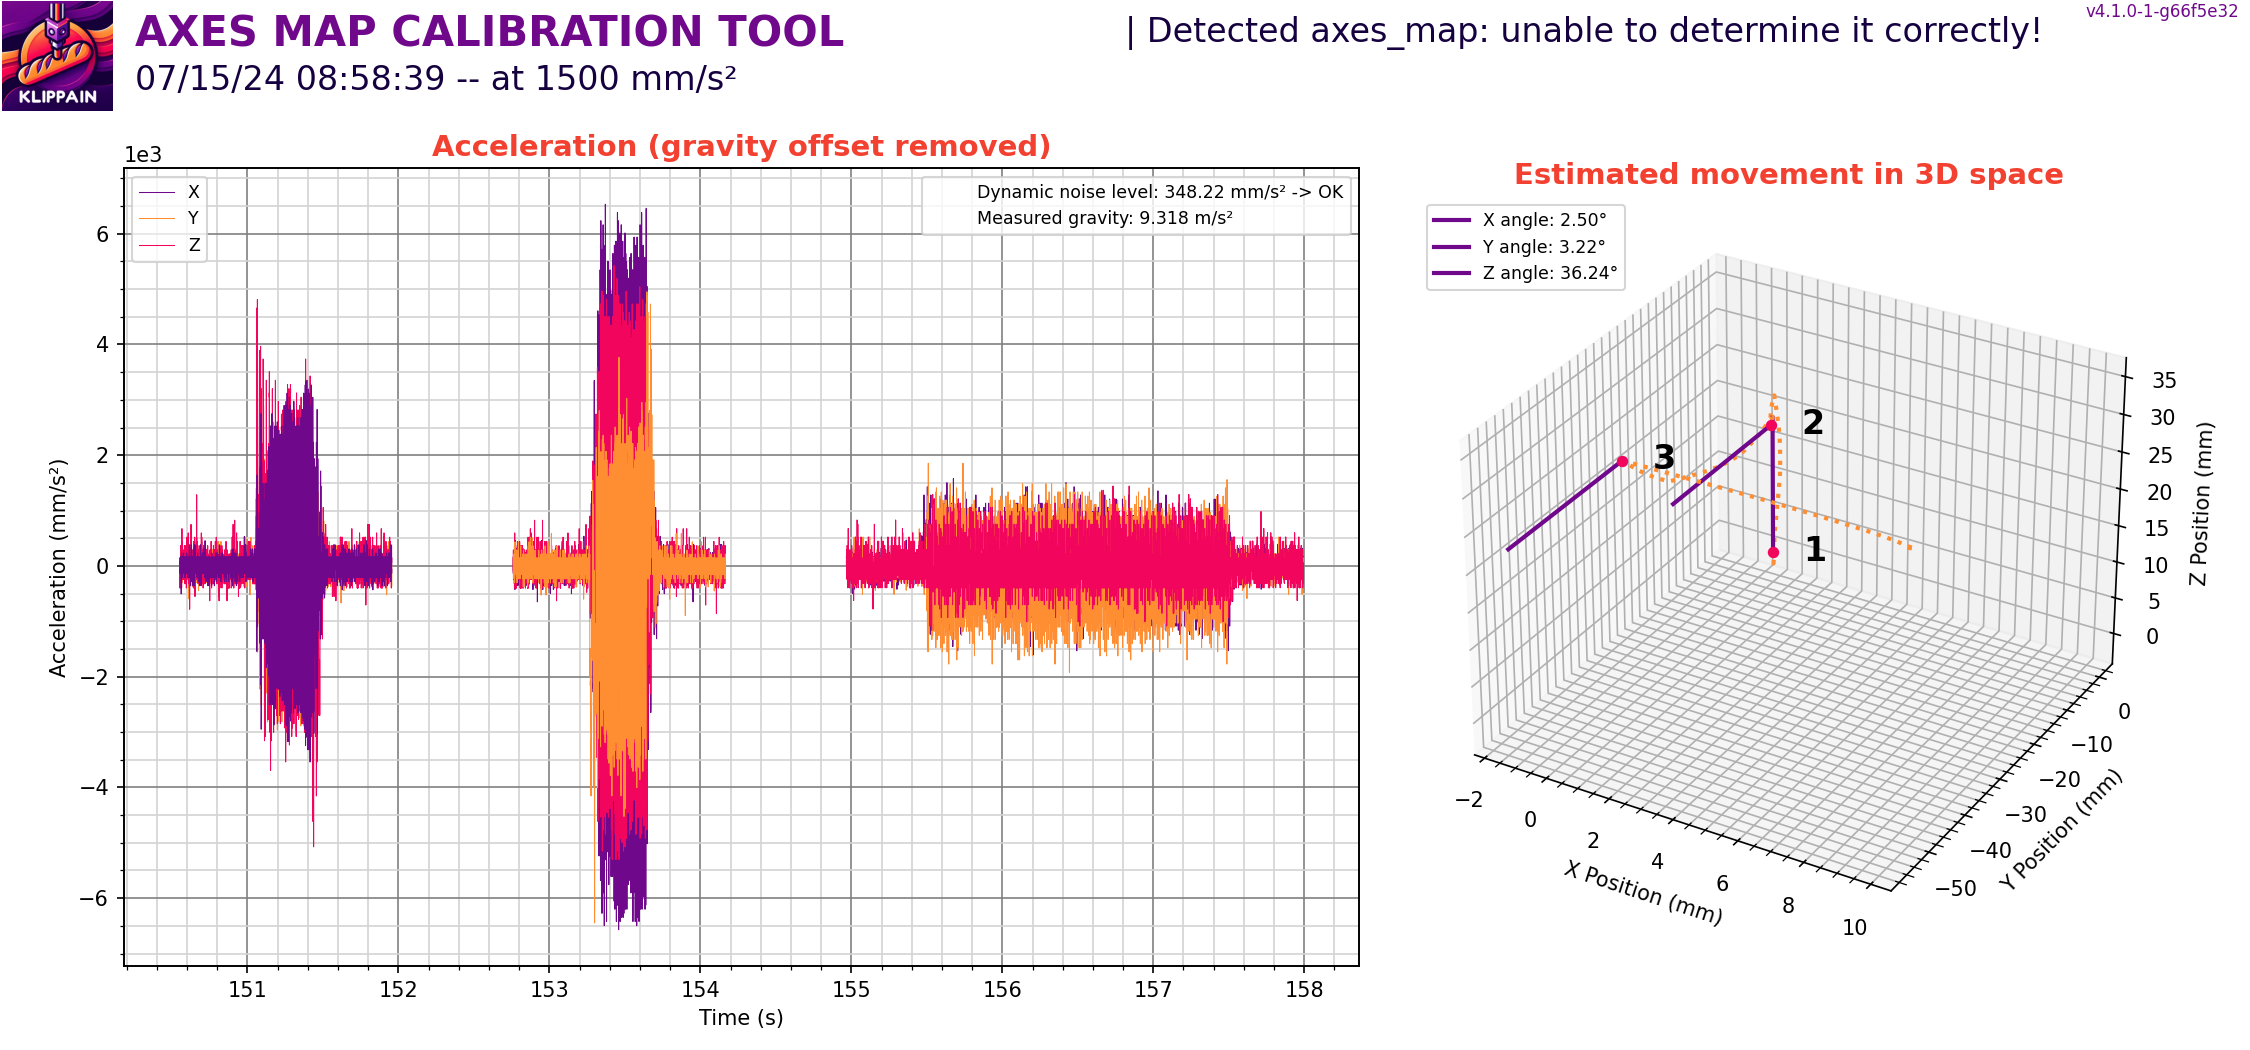 KLIPPAIN
AXES MAP CALIBRATION TOOL
07/15/24 08:58:39 -- at 1500 mm/s²
| Detected axes_map: unable to determine it correctly!
v4.1.0-1-g66f5e32
Acceleration (gravity offset removed)
1e3
X
Y
Z
Dynamic noise level: 348.22 mm/s² -> OK
Measured gravity: 9.318 m/s²
Acceleration (mm/s²)
6
4
2
0
−2
−4
−6
151 152 153 154 155 156 157 158
Time (s)
Estimated movement in 3D space
X angle: 2.50°
Y angle: 3.22°
Z angle: 36.24°
2
3
1
35
30
25
20
15
10
5
0
Z Position (mm)
0
−10
−20
−30
−40
−50
Y Position (mm)
−2
0
2
4
6
8
10
X Position (mm)